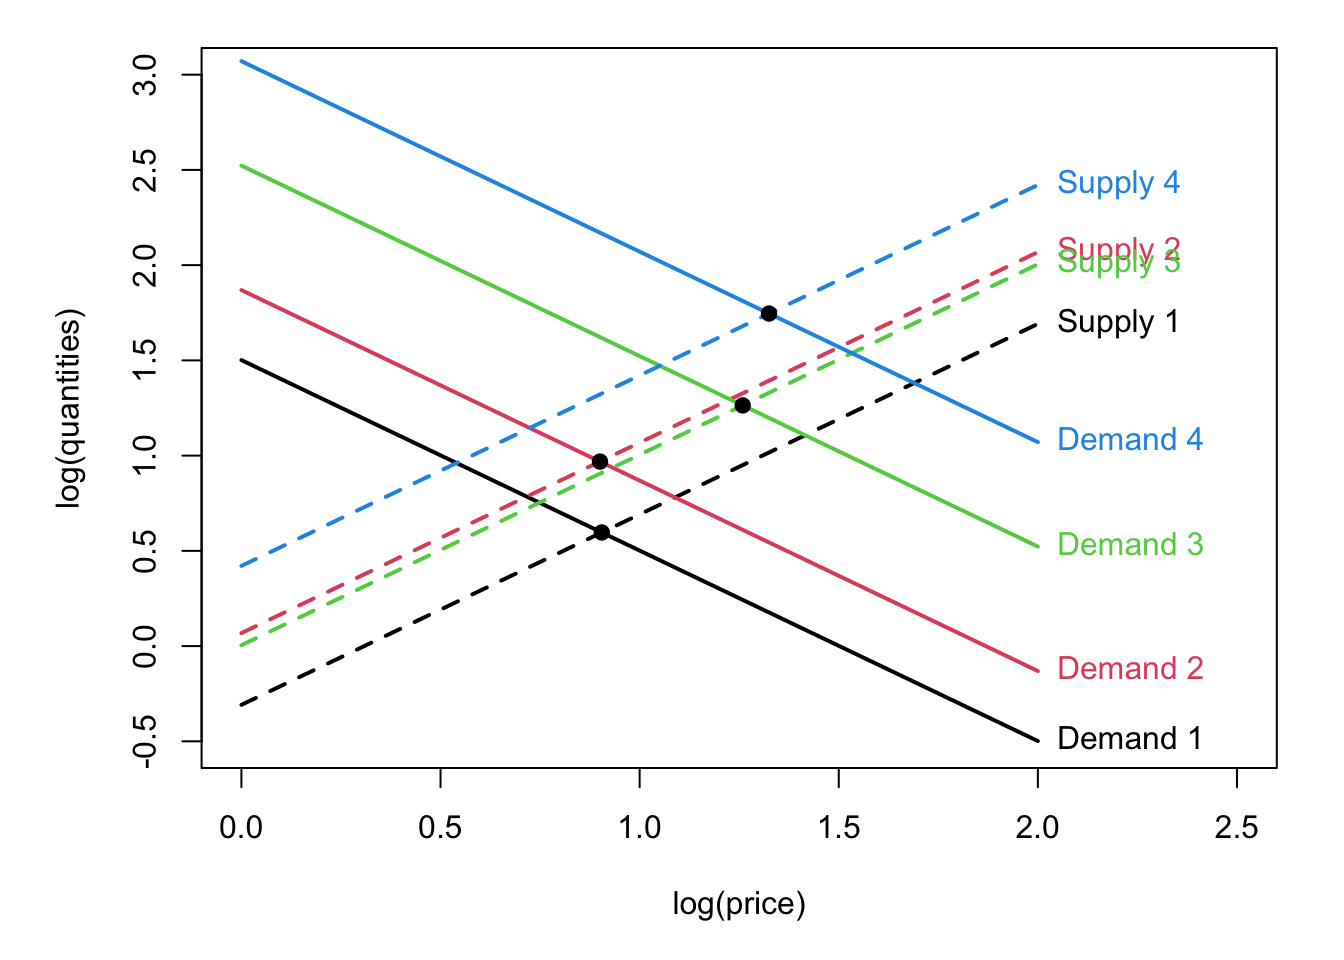 3.0
2.5
2.0
1.5
1.0
0.5
0.0
-0.5
log(quantities)
Supply 4
Supply 2
Supply 3
Supply 1
Demand 4
Demand 3
Demand 2
Demand 1
0.0 0.5 1.0 1.5 2.0 2.5
log(price)